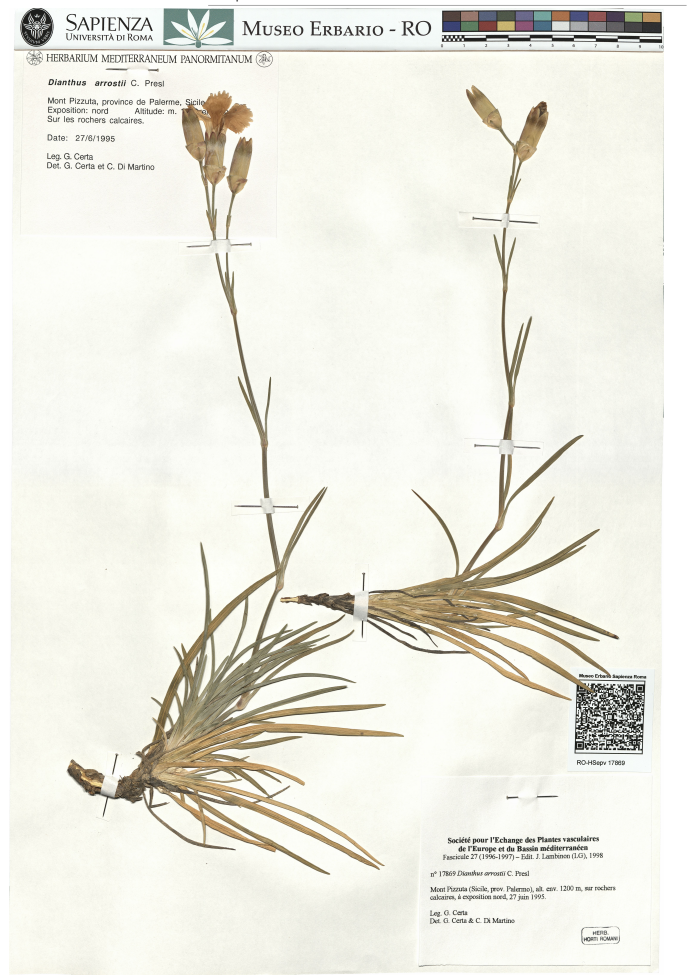 SAPIENZA
UNIVERSITÀ DI ROMA
MUSEO ERBARIO - RO
HERBARIUM MEDITERRANEUM PANORMITANUM
Dianthus arrostii C. Presl
Mont Pizzuta, province de Palerme, Sicile
Exposition: nord Altitude: m.
Sur les rochers calcaires.
Date: 27/6/1995
Leg. G. Certa
Det. G. Certa et C. Di Martino
Museo Erbario Sapienza Roma
RO-HSepv 17869
Société pour l'Echange des Plantes vasculaires
de l'Europe et du Bassin méditerranéen
Fascicule 27 (1996-1997) – Edit. J. Lambinon (LG), 1998
n° 17869 Dianthus arrostii C. Presl
Mont Pizzuta (Sicile, prov. Palermo), alt. env. 1200 m, sur rochers
calcaires, à exposition nord, 27 juin 1995.
Leg. G. Certa
Det. G. Certa & C. Di Martino
HERB.
HORTI ROMANI